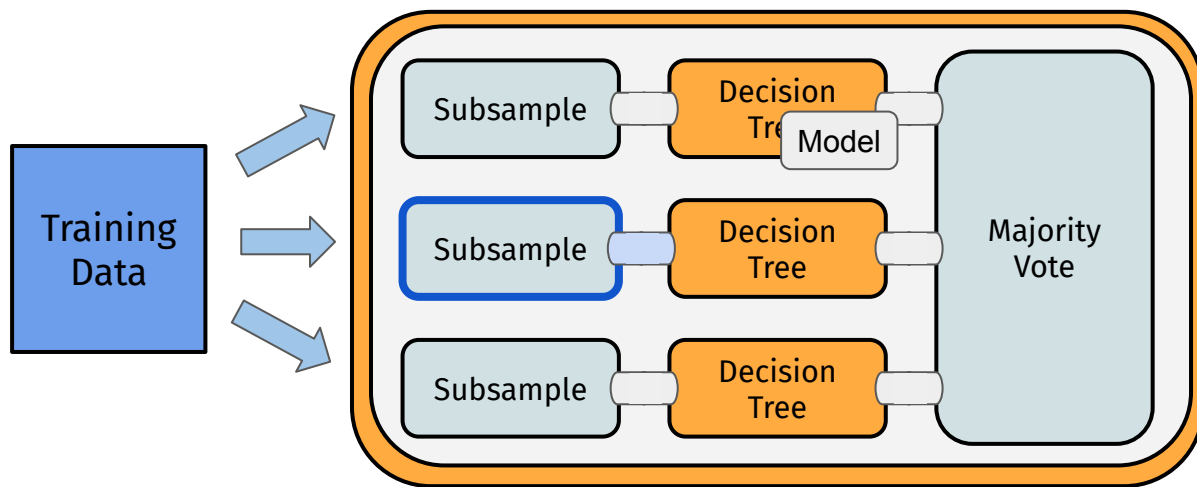 Training
Data
Subsample
Decision
Tre
Model
Subsample
Decision
Tree
Subsample
Decision
Tree
Majority
Vote